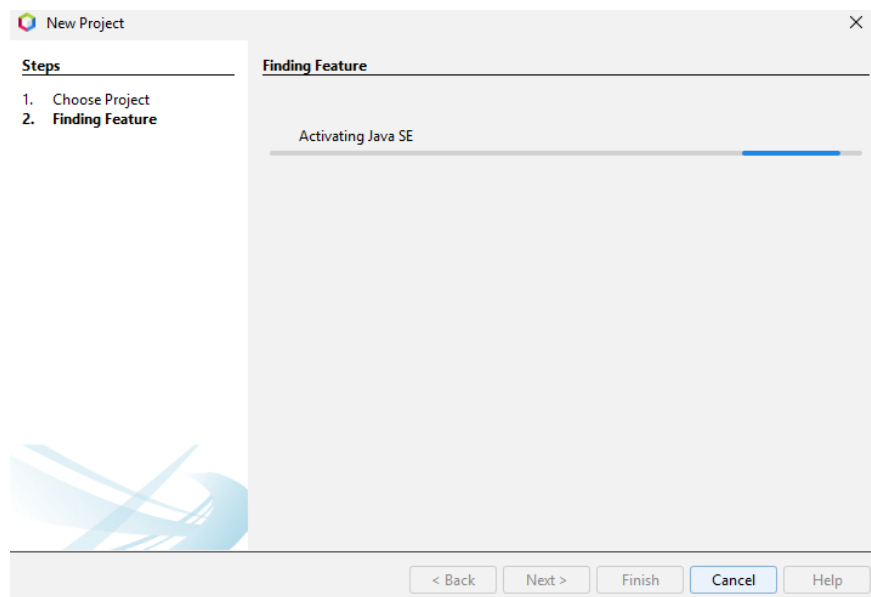 New Project
Steps
1. Choose Project
2. Finding Feature
Finding Feature
Activating Java SE
< Back Next > Finish Cancel Help